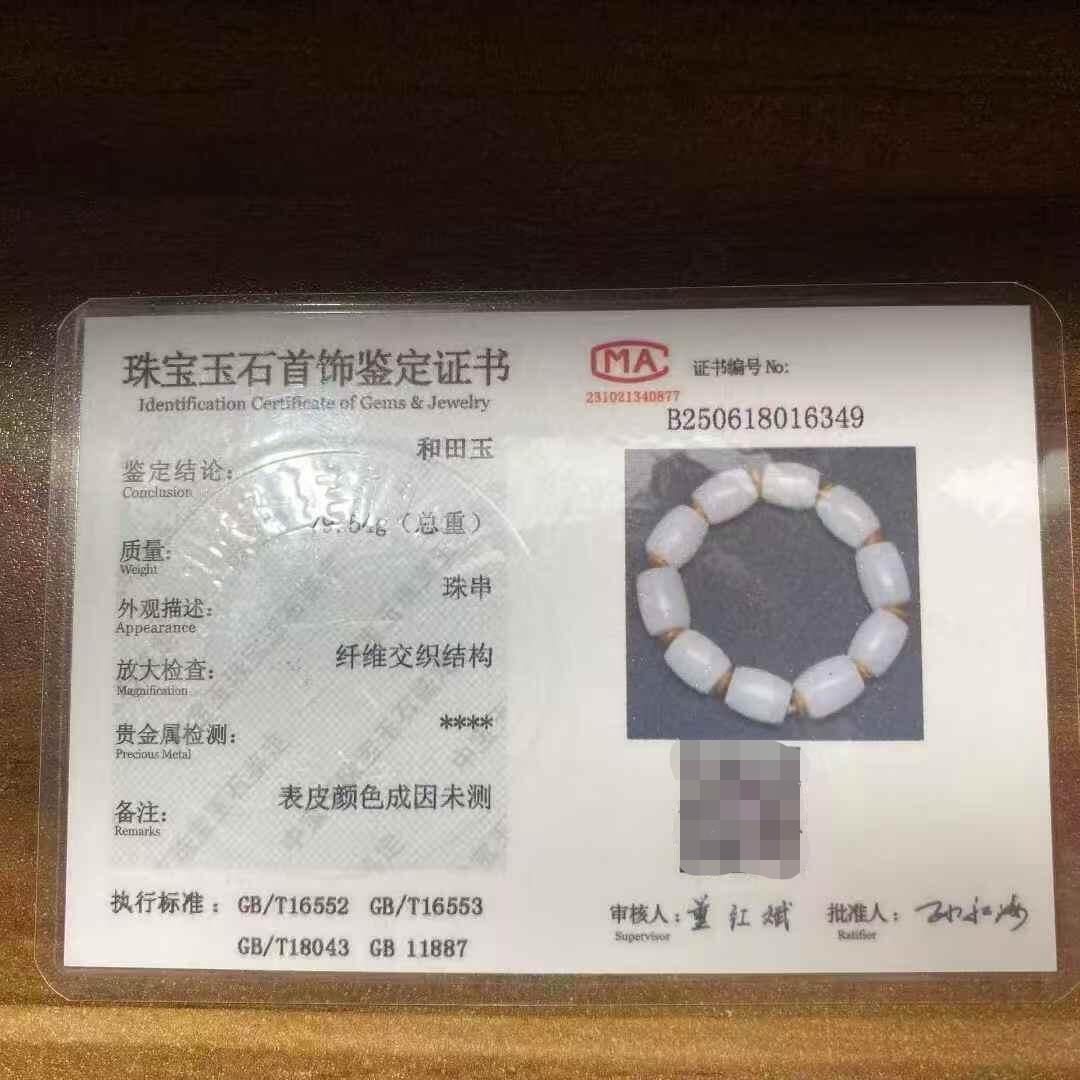 珠宝玉石首饰鉴定证书
Identification Certificate of Gems & Jewelry
MA
231021340877
证书编号 No:
B250618016349
鉴定结论: 和田玉
Conclusion
质量: (总重)
Weight
外观描述: 珠串
Appearance
放大检查: 纤维交织结构
Magnification
贵金属检测: ****
Precious Metal
备注: 表皮颜色成因未测
Remarks
执行标准: GB/T16552 GB/T16553
GB/T18043 GB 11887
审核人: 董红斌
Supervisor
批准人:
Ratifier